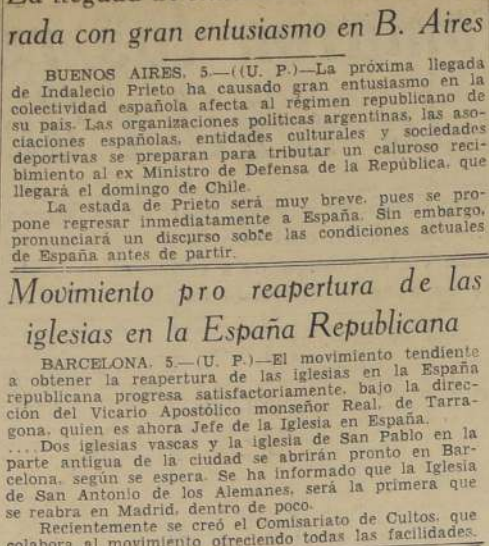 rada con gran entusiasmo en B. Aires
BUENOS AIRES, 5.—((U. P.)—La próxima llegada
de Indalecio Prieto ha causado gran entusiasmo en la
colectividad española afecta al régimen republicano de
su país. Las organizaciones políticas argentinas, las aso-
ciaciones españolas, entidades culturales y sociedades
deportivas se preparan para tributar un caluroso reci-
bimiento al ex Ministro de Defensa de la República, que
llegará el domingo de Chile.
La estada de Prieto será muy breve, pues se pro-
pone regresar inmediatamente a España. Sin embargo,
pronunciará un discurso sobre las condiciones actuales
de España antes de partir.
Movimiento pro reapertura de las
iglesias en la España Republicana
BARCELONA, 5.—(U. P.)—El movimiento tendiente
a obtener la reapertura de las iglesias en la España
republicana progresa satisfactoriamente, bajo la direc-
ción del Vicario Apostólico monseñor Real, de Tarra-
gona, quien es ahora Jefe de la Iglesia en España.
....Dos iglesias vascas y la iglesia de San Pablo en la
parte antigua de la ciudad se abrirán pronto en Bar-
celona, según se espera. Se ha informado que la Iglesia
de San Antonio de los Alemanes, será la primera que
se reabra en Madrid, dentro de poco.
Recientemente se creó el Comisariato de Cultos, que
colabora al movimiento ofreciendo todas las facilidades.